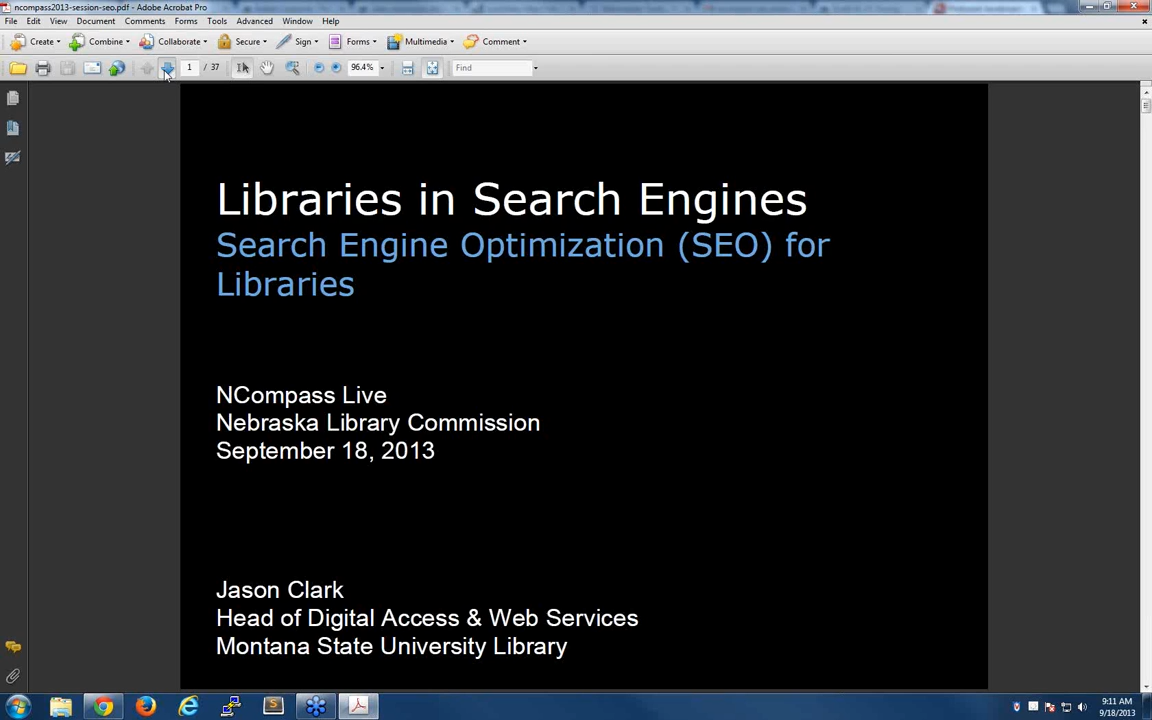 ncompass2013-session-seo.pdf - Adobe Acrobat Pro
File Edit View Document Comments Forms Tools Advanced Window Help
Create Combine Collaborate Secure Sign Forms Multimedia Comment
1 / 37 96.4% Find
Libraries in Search Engines
Search Engine Optimization (SEO) for
Libraries
NCompass Live
Nebraska Library Commission
September 18, 2013
Jason Clark
Head of Digital Access & Web Services
Montana State University Library
9:11 AM
9/18/2013